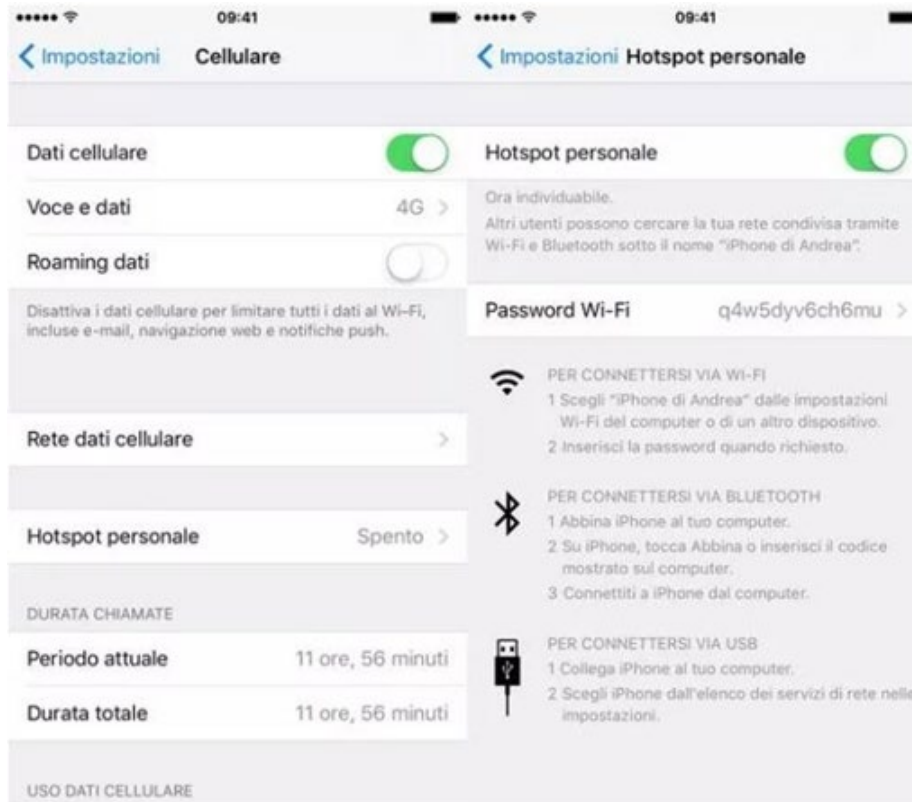 09:41
Impostazioni Cellulare
Dati cellulare
Voce e dati 4G
Roaming dati
Disattiva i dati cellulare per limitare tutti i dati al Wi-Fi,
incluse e-mail, navigazione web e notifiche push.
Rete dati cellulare
Hotspot personale Spento
DURATA CHIAMATE
Periodo attuale 11 ore, 56 minuti
Durata totale 11 ore, 56 minuti
USO DATI CELLULARE
09:41
Impostazioni Hotspot personale
Hotspot personale
Ora individuabile.
Altri utenti possono cercare la tua rete condivisa tramite
Wi-Fi e Bluetooth sotto il nome "iPhone di Andrea".
Password Wi-Fi q4w5dyv6ch6mu
PER CONNETTERSI VIA WI-FI
1 Scegli "iPhone di Andrea" dalle impostazioni
Wi-Fi del computer o di un altro dispositivo.
2 Inserisci la password quando richiesto.
PER CONNETTERSI VIA BLUETOOTH
1 Abbina iPhone al tuo computer.
2 Su iPhone, tocca Abbina o inserisci il codice
mostrato sul computer.
3 Connettiti a iPhone dal computer.
PER CONNETTERSI VIA USB
1 Collega iPhone al tuo computer.
2 Scegli iPhone dall'elenco dei servizi di rete nelle
impostazioni.